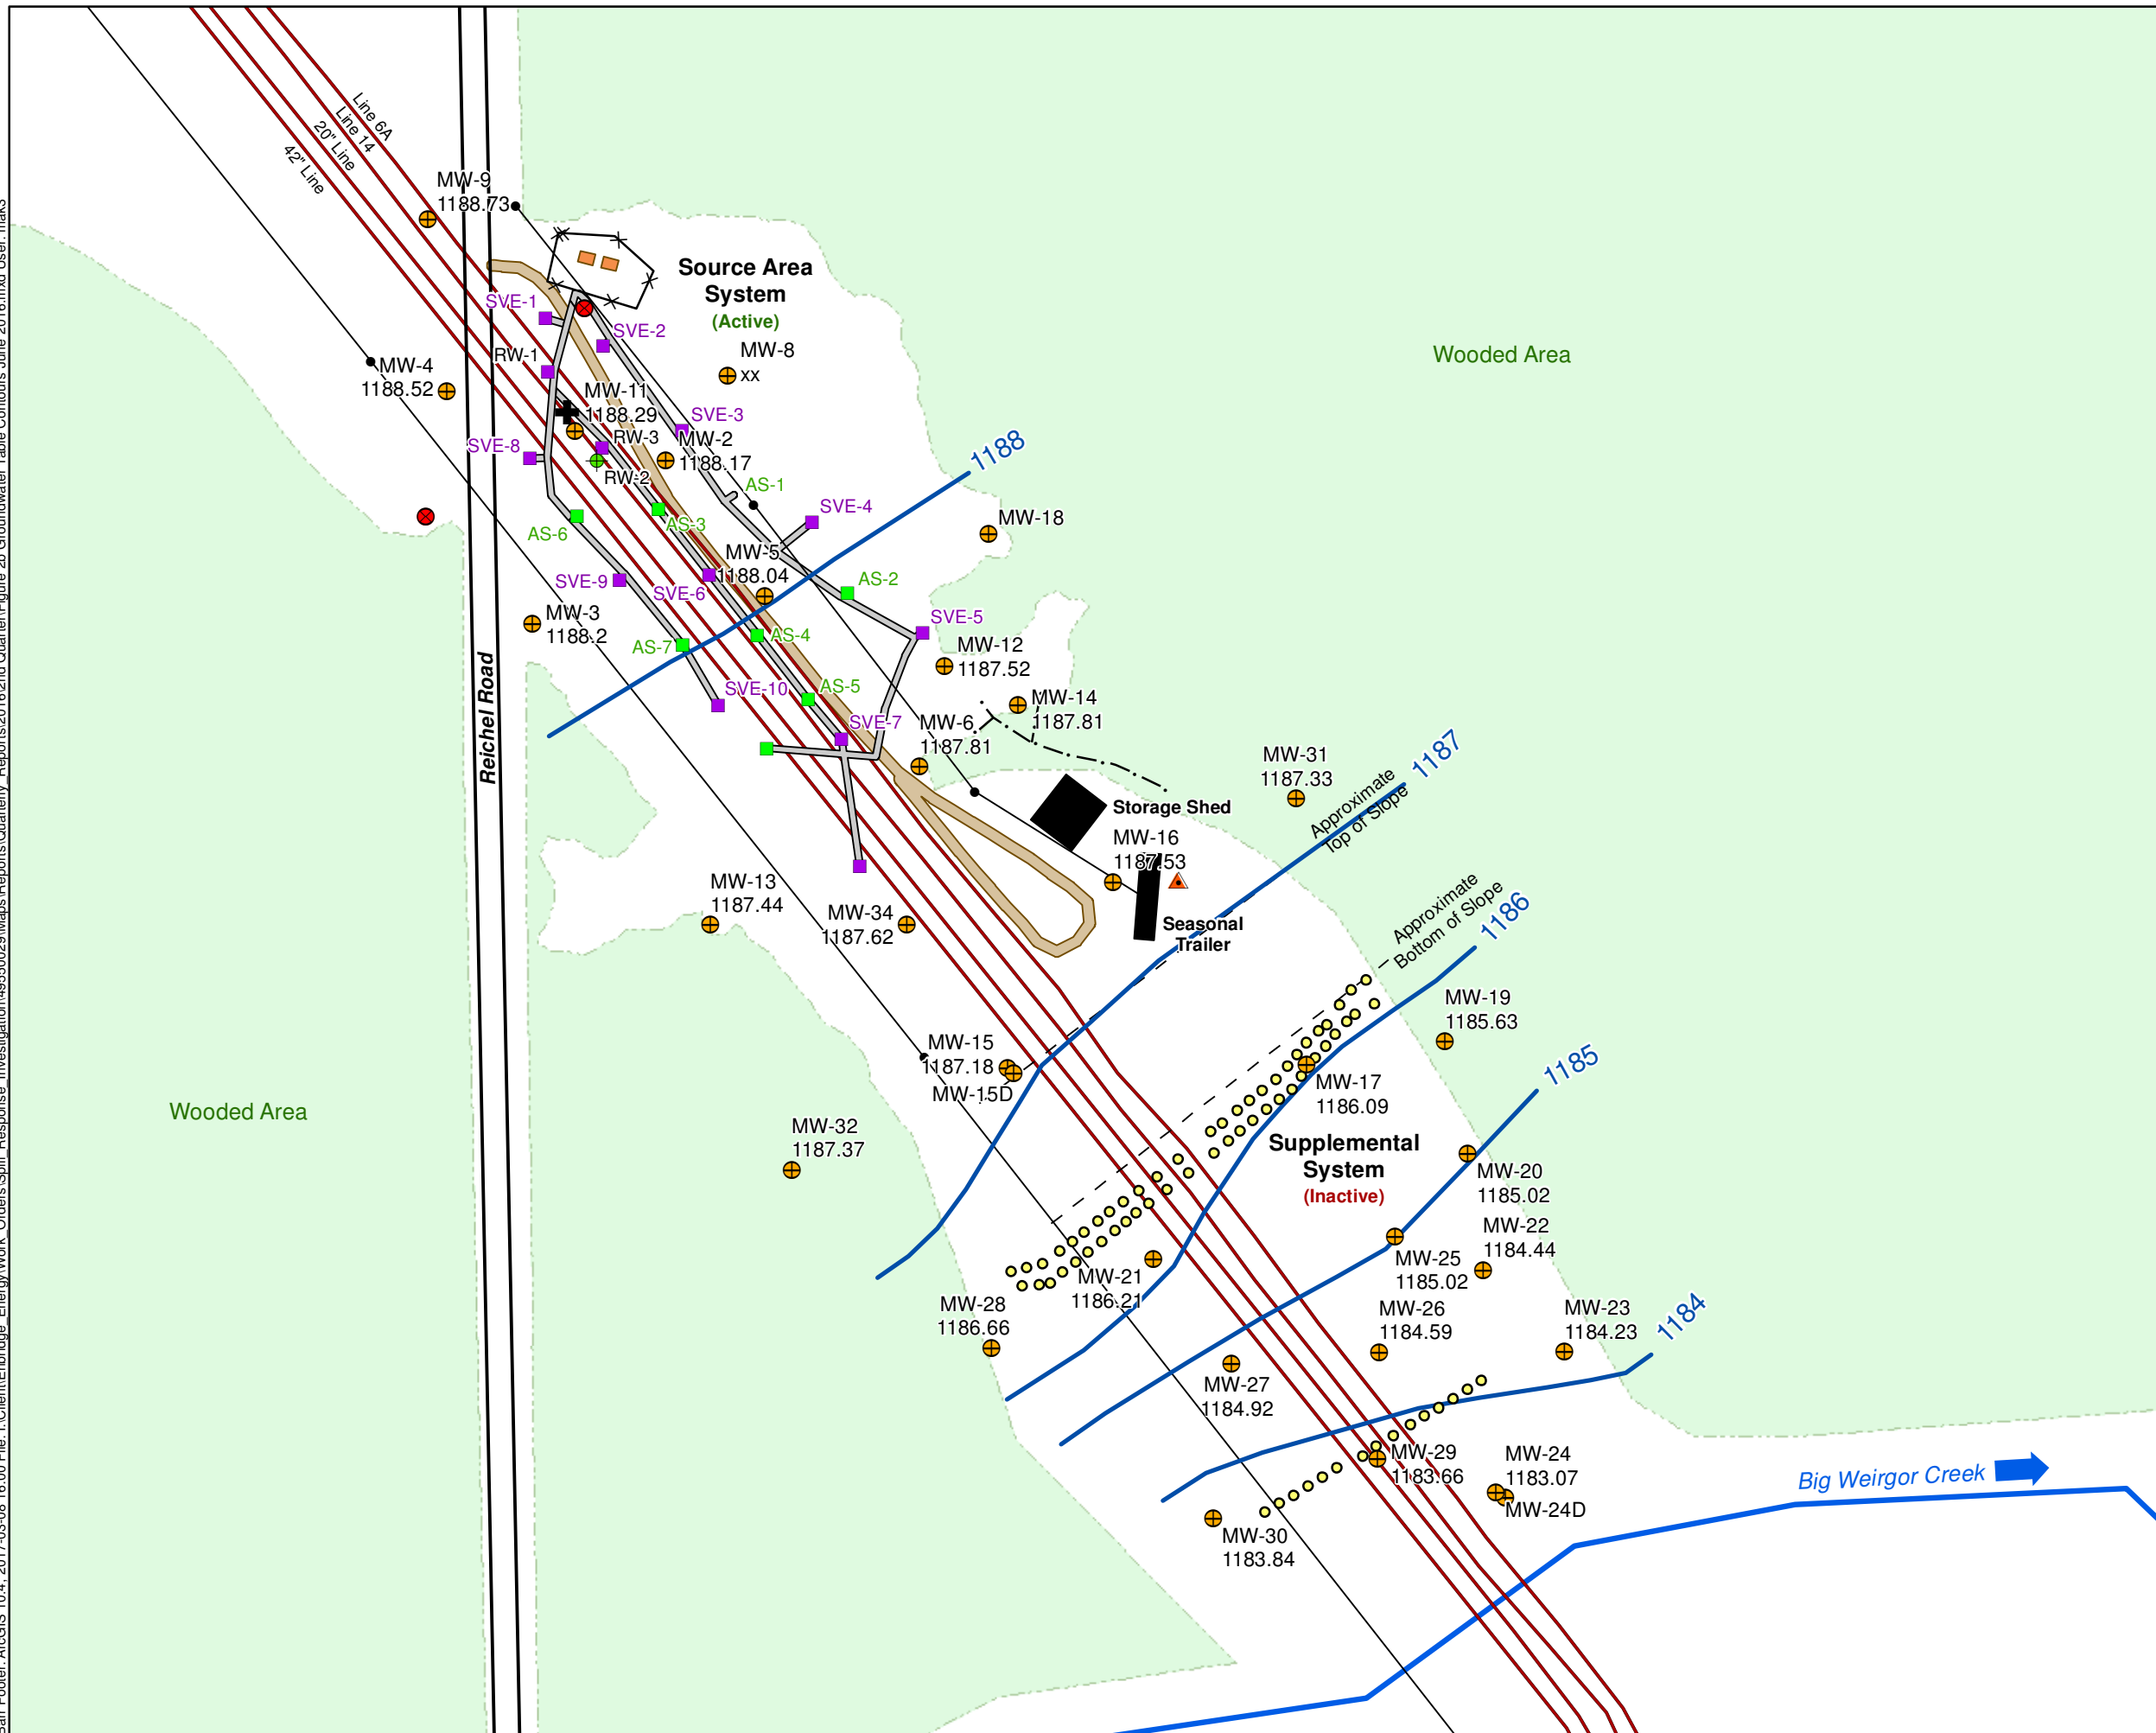 Line 6A
Line 14
20" Line
42" Line
MW-9
1188.73
Source Area
System
(Active)
SVE-1
SVE-2
MW-8
xx
RW-1
MW-4
1188.52
MW-11
1188.29
SVE-3
RW-3
MW-2
1188.17
SVE-8
RW-2
AS-1
1188
Wooded Area
SVE-4
MW-18
AS-3
AS-6
MW-5
1188.04
AS-2
SVE-9
SVE-6
SVE-5
MW-3
1188.2
AS-4
AS-7
MW-12
1187.52
Reichel Road
SVE-10
AS-5
MW-14
1187.81
SVE-7
MW-6
1187.81
MW-31
1187.33
1187
Approximate
Top of Slope
Storage Shed
MW-16
1187.53
MW-13
1187.44
MW-34
1187.62
Seasonal
Trailer
Approximate
Bottom of Slope
1186
MW-19
1185.63
MW-15
1187.18
MW-15D
MW-17
1186.09
1185
Wooded Area
MW-32
1187.37
Supplemental
System
(Inactive)
MW-20
1185.02
MW-22
1184.44
MW-25
1185.02
MW-21
1186.21
MW-28
1186.66
MW-26
1184.59
MW-23
1184.23
1184
MW-27
1184.92
MW-29
1183.66
MW-24
1183.07
MW-24D
Big Weirgor Creek
MW-30
1183.84